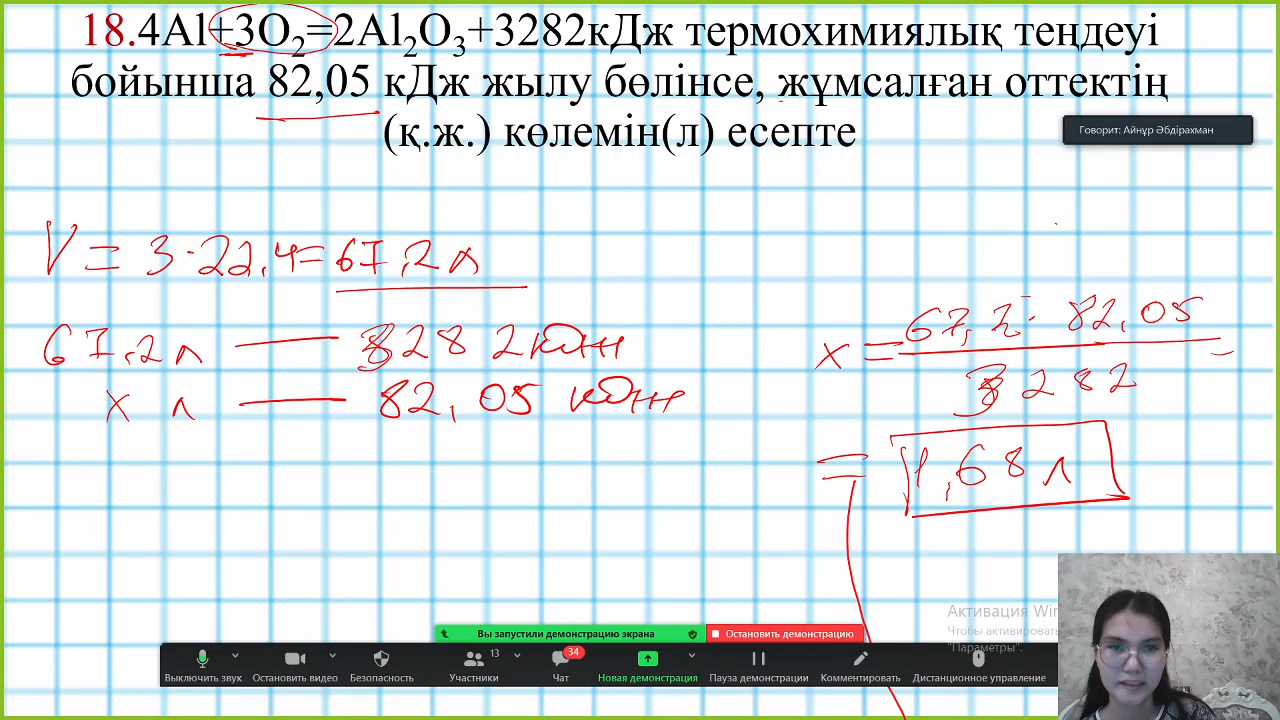 18.4Al+3O₂=2Al₂O₃+3282кДж термохимиялық теңдеуі
бойынша 82,05 кДж жылу бөлінсе, жұмсалған оттектің
(қ.ж.) көлемін(л) есепте
Говорит: Айнұр Әбдірахман
V = 3·22,4=67,2 л
67,2 л — 3282 кдж
х л — 82,05 кдж
x = 67,2 · 82,05 / 3282 =
= 1,68 л
Активация Win
Чтобы активировать
"Параметры".
Вы запустили демонстрацию экрана
Остановить демонстрацию
13
34
Выключить звук
Остановить видео
Безопасность
Участники
Чат
Новая демонстрация
Пауза демонстрации
Комментировать
Дистанционное управление